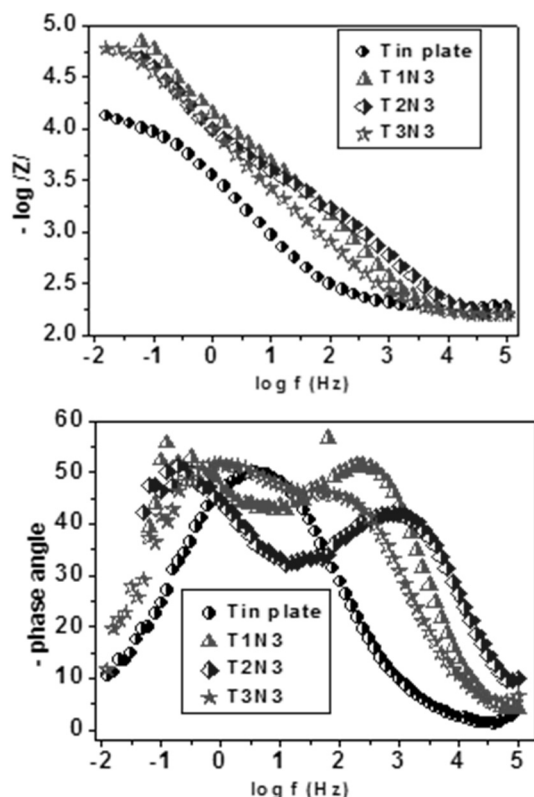 5.0
4.5
4.0
3.5
3.0
2.5
2.0
- log /Z/
Tin plate
T1N3
T2N3
T3N3
-2 -1 0 1 2 3 4 5
log f (Hz)
60
50
40
30
20
10
0
- phase angle
Tin plate
T1N3
T2N3
T3N3
-2 -1 0 1 2 3 4 5
log f (Hz)